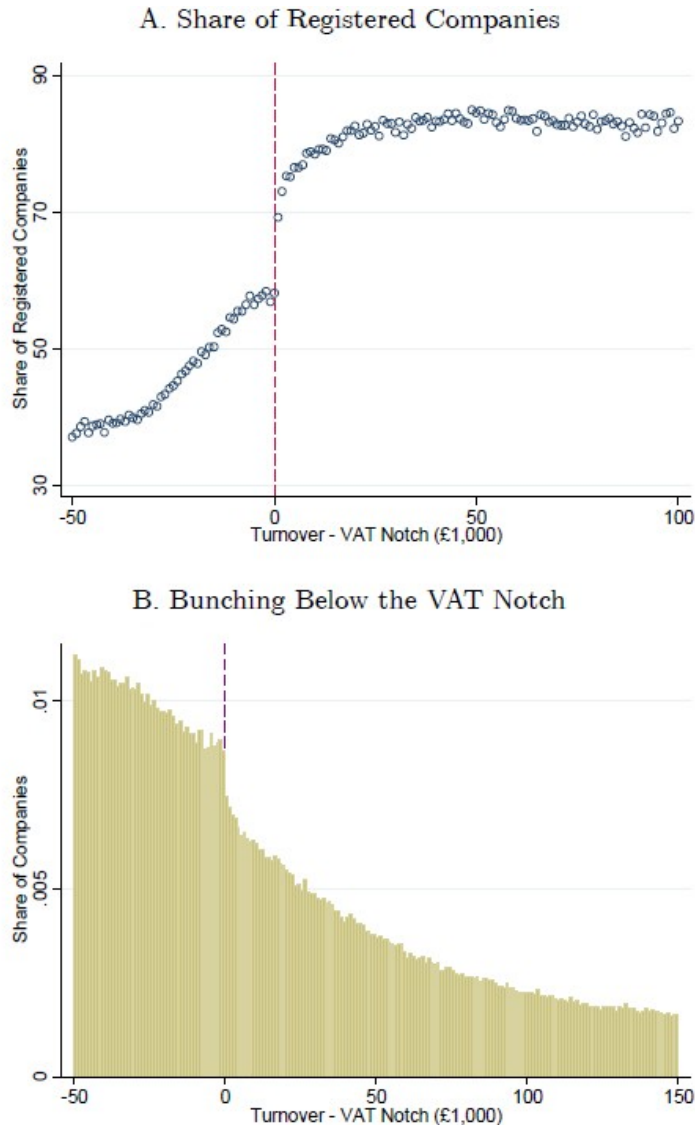 A. Share of Registered Companies
90
70
50
30
Share of Registered Companies
-50 0 50 100
Turnover - VAT Notch (£1,000)
B. Bunching Below the VAT Notch
.01
.005
0
Share of Companies
-50 0 50 100 150
Turnover - VAT Notch (£1,000)